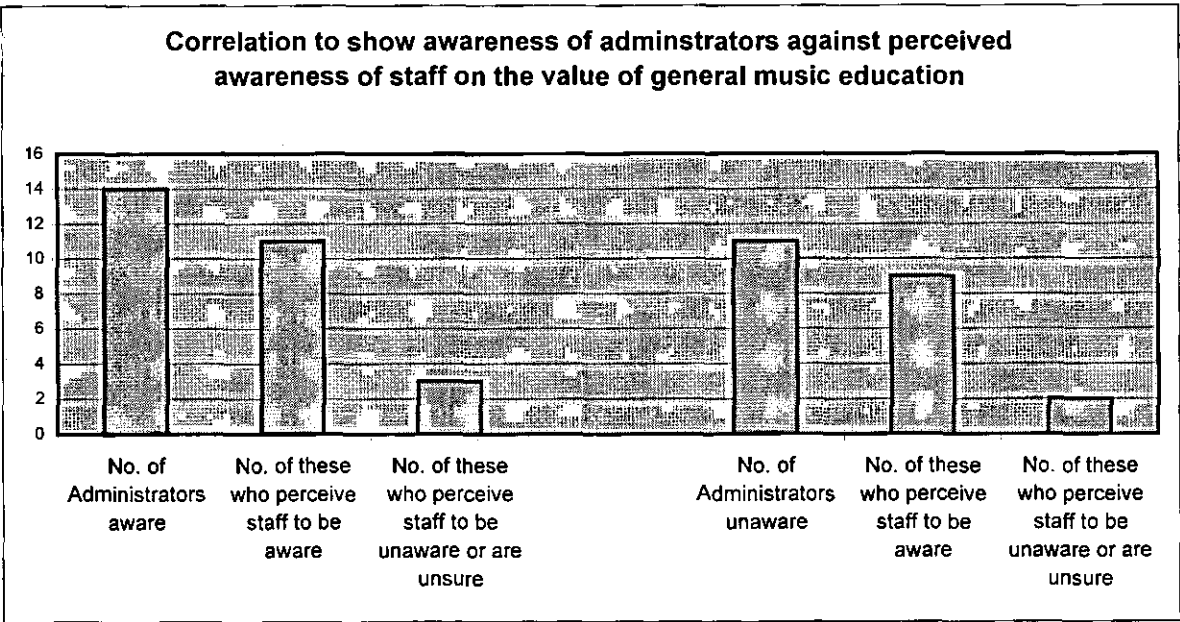 Correlation to show awareness of adminstrators against perceived
awareness of staff on the value of general music education
16
14
12
10
8
6
4
2
0
No. of
Administrators
aware
No. of these
who perceive
staff to be
aware
No. of these
who perceive
staff to be
unaware or are
unsure
No. of
Administrators
unaware
No. of these
who perceive
staff to be
aware
No. of these
who perceive
staff to be
unaware or are
unsure